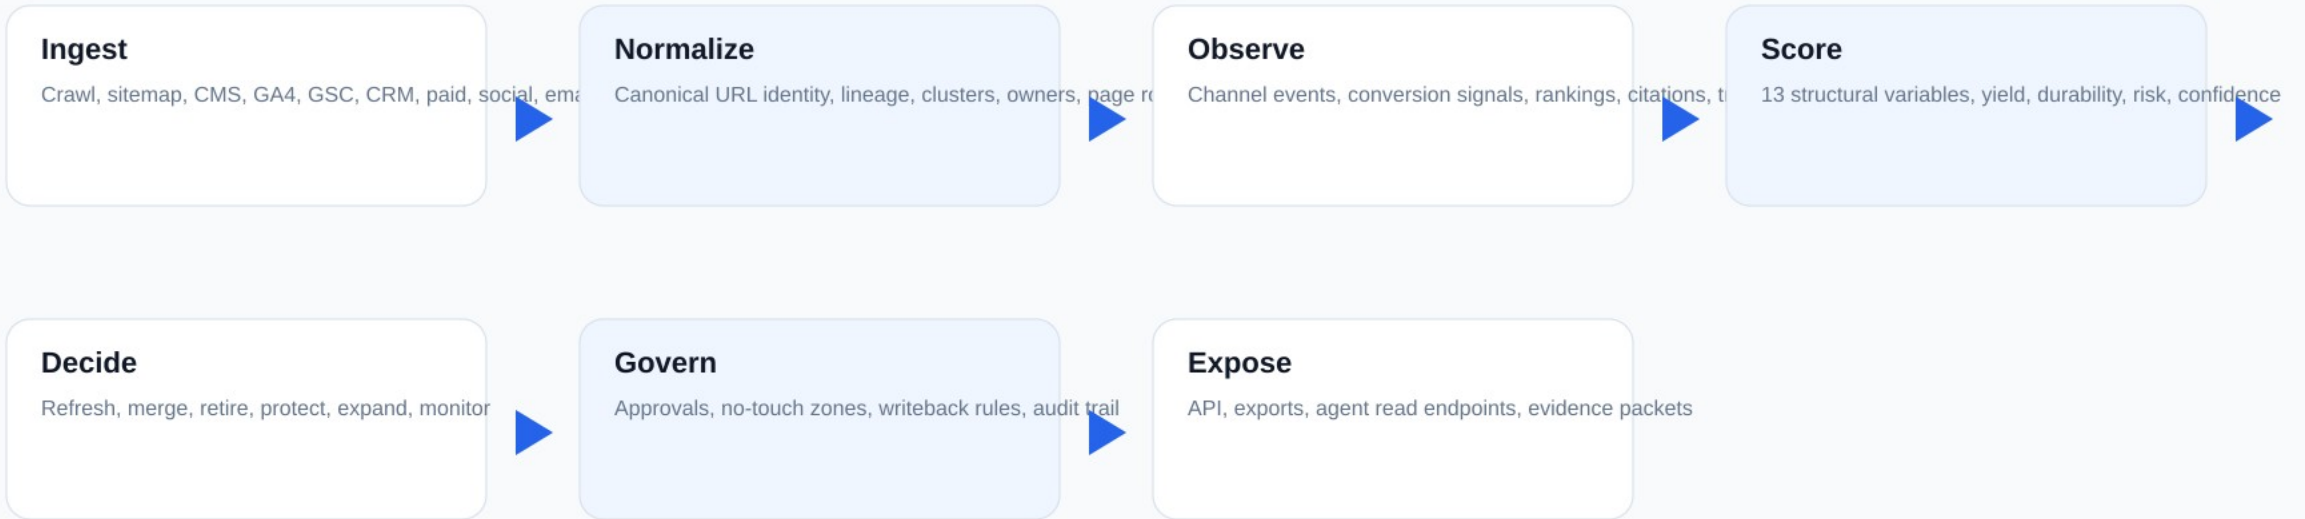 Ingest
Crawl, sitemap, CMS, GA4, GSC, CRM, paid, social,
Normalize
Canonical URL identity, lineage, clusters, owners, page
Observe
Channel events, conversion signals, rankings, citations,
Score
13 structural variables, yield, durability, risk, confidence
Decide
Refresh, merge, retire, protect, expand, monitor
Govern
Approvals, no-touch zones, writeback rules, audit trail
Expose
API, exports, agent read endpoints, evidence packets